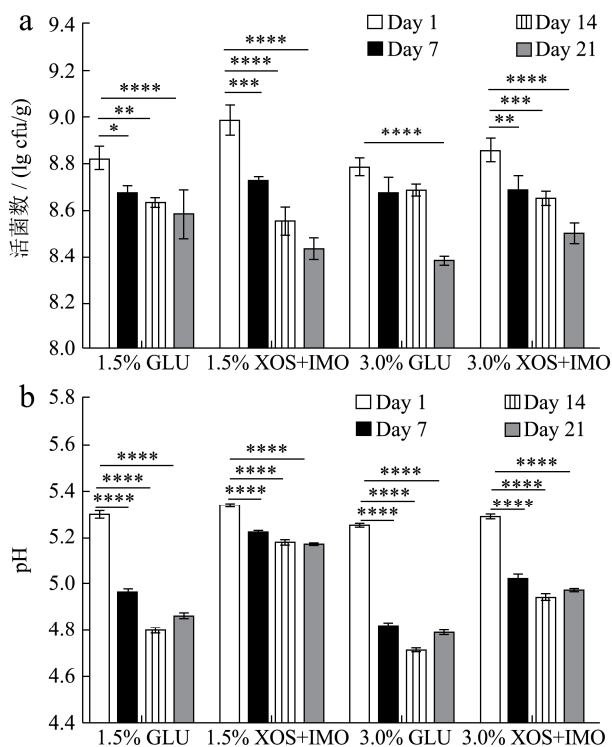 a
9.4
9.2
9.0
8.8
8.6
8.4
8.2
8.0
活菌数 / (lg cfu/g)
Day 1
Day 14
Day 7
Day 21
****
**
*
****
****
***
****
****
***
**
1.5% GLU
1.5% XOS+IMO
3.0% GLU
3.0% XOS+IMO
b
5.8
5.6
5.4
5.2
5.0
4.8
4.6
4.4
pH
Day 1
Day 14
Day 7
Day 21
****
****
****
****
****
****
****
****
****
****
****
****
1.5% GLU
1.5% XOS+IMO
3.0% GLU
3.0% XOS+IMO